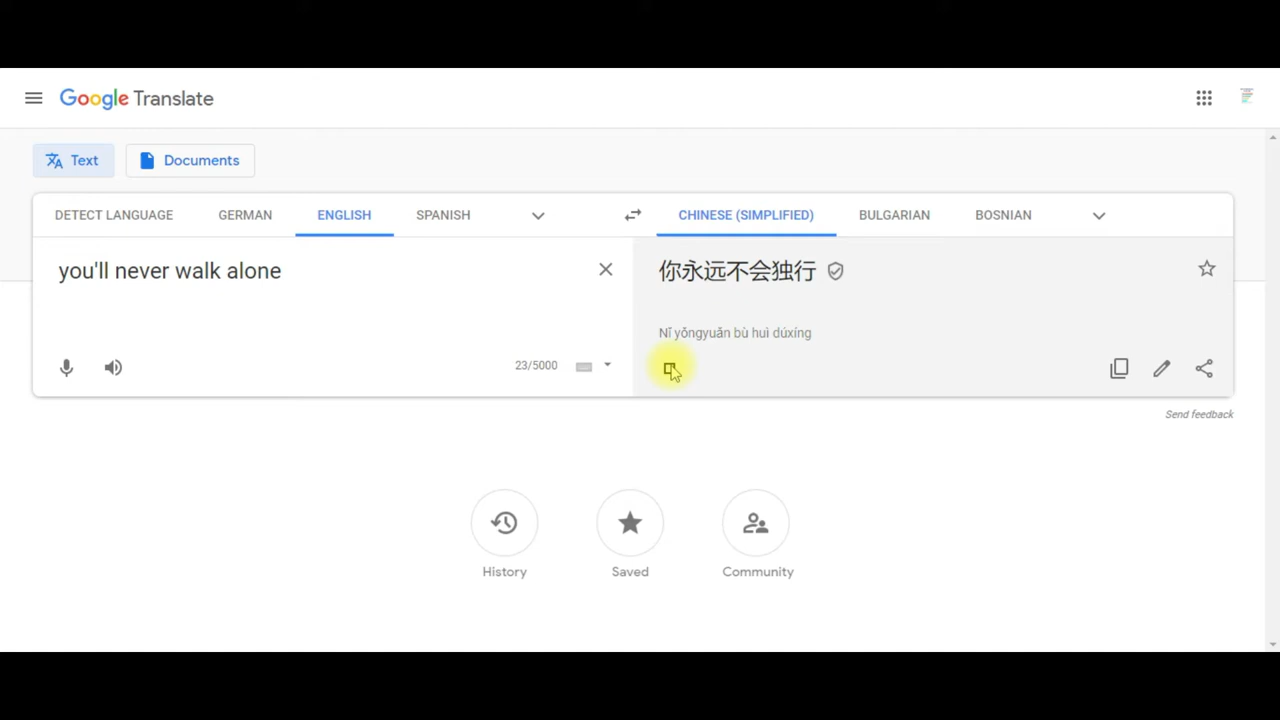 Google Translate
Text
Documents
DETECT LANGUAGE GERMAN ENGLISH SPANISH CHINESE (SIMPLIFIED) BULGARIAN BOSNIAN
you'll never walk alone
你永远不会独行
Nǐ yǒngyuǎn bù huì dúxíng
23/5000
Send feedback
History
Saved
Community